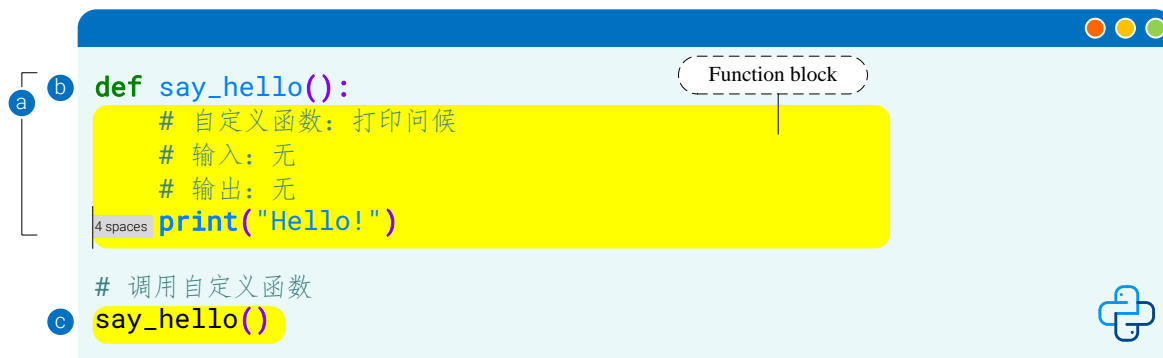 Function block
a
b
def say_hello():
# 自定义函数：打印问候
# 输入：无
# 输出：无
4 spaces print("Hello!")
# 调用自定义函数
c
say_hello()